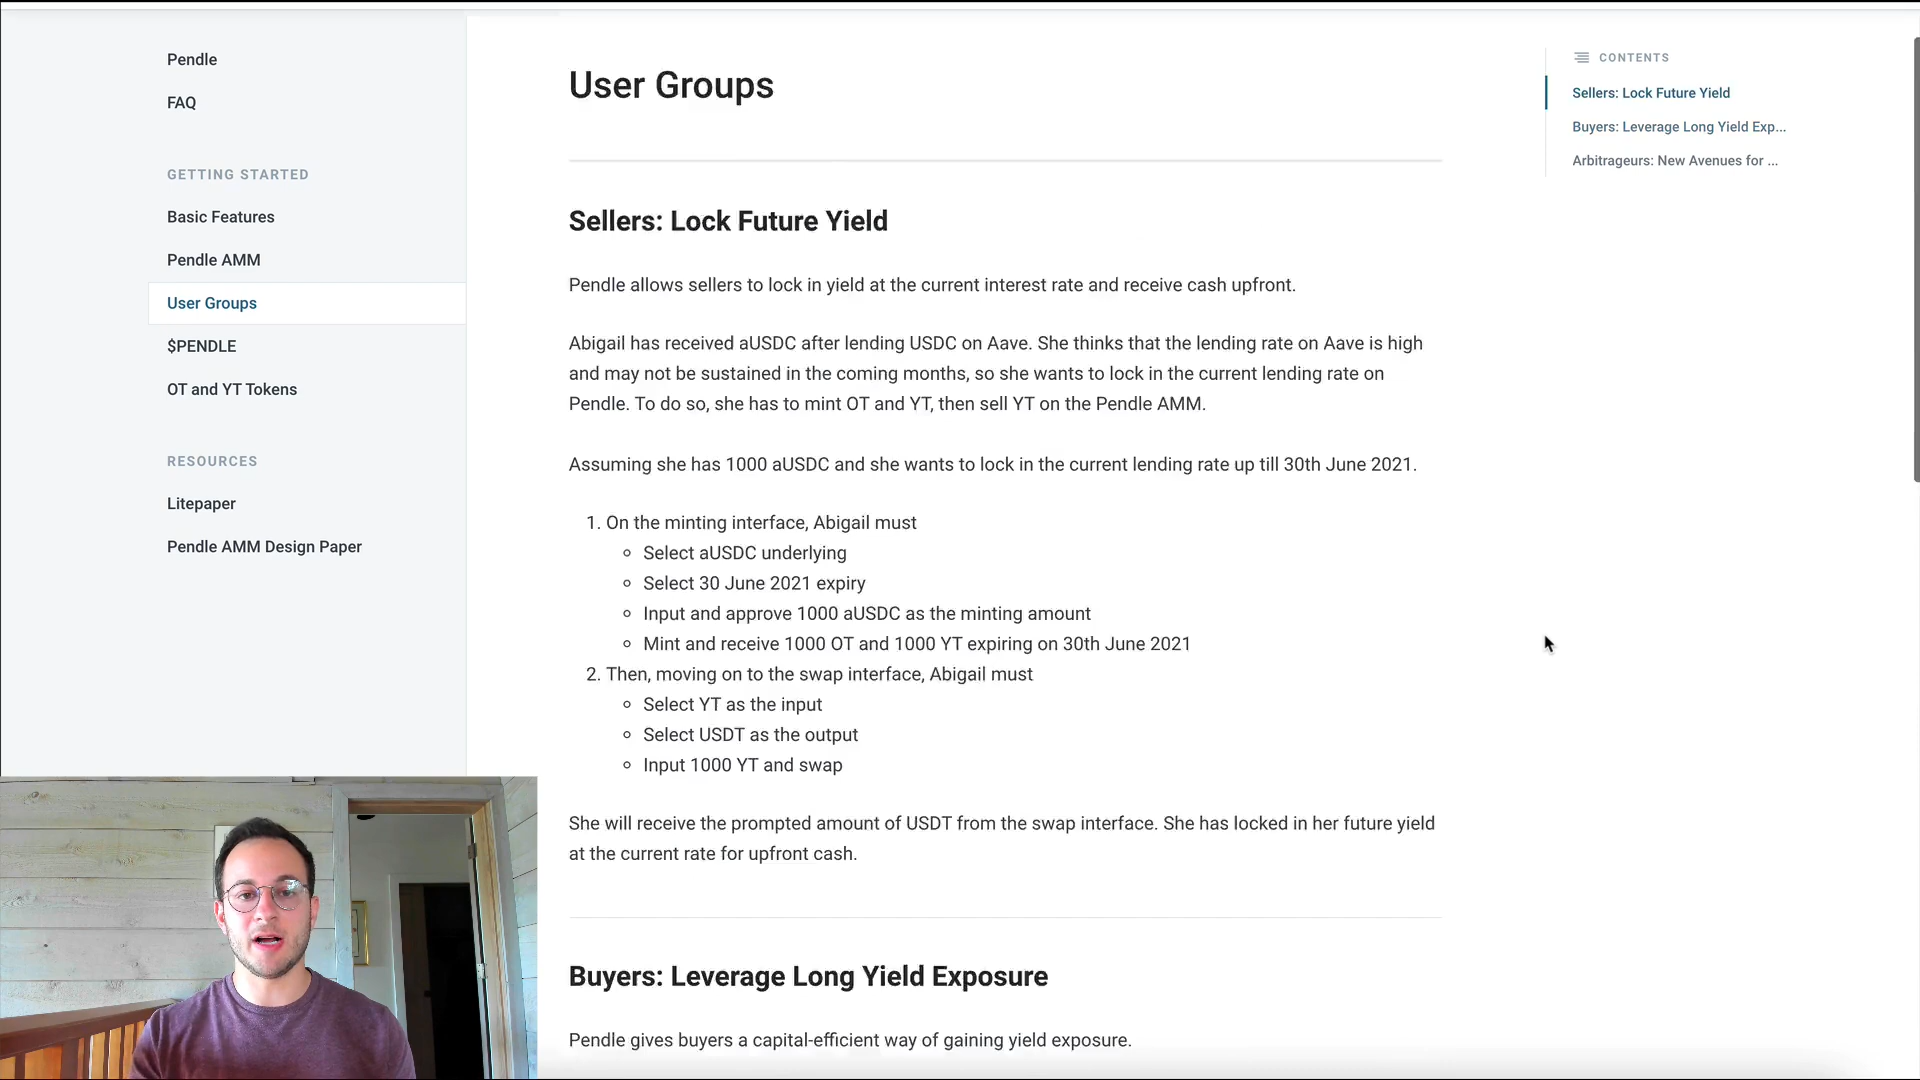 Pendle
FAQ
GETTING STARTED
Basic Features
Pendle AMM
User Groups
$PENDLE
OT and YT Tokens
RESOURCES
Litepaper
Pendle AMM Design Paper
User Groups
Sellers: Lock Future Yield
Pendle allows sellers to lock in yield at the current interest rate and receive cash upfront.
Abigail has received aUSDC after lending USDC on Aave. She thinks that the lending rate on Aave is high
and may not be sustained in the coming months, so she wants to lock in the current lending rate on
Pendle. To do so, she has to mint OT and YT, then sell YT on the Pendle AMM.
Assuming she has 1000 aUSDC and she wants to lock in the current lending rate up till 30th June 2021.
1. On the minting interface, Abigail must
Select aUSDC underlying
Select 30 June 2021 expiry
Input and approve 1000 aUSDC as the minting amount
Mint and receive 1000 OT and 1000 YT expiring on 30th June 2021
2. Then, moving on to the swap interface, Abigail must
Select YT as the input
Select USDT as the output
Input 1000 YT and swap
She will receive the prompted amount of USDT from the swap interface. She has locked in her future yield
at the current rate for upfront cash.
Buyers: Leverage Long Yield Exposure
Pendle gives buyers a capital-efficient way of gaining yield exposure.
CONTENTS
Sellers: Lock Future Yield
Buyers: Leverage Long Yield Exp...
Arbitrageurs: New Avenues for ...